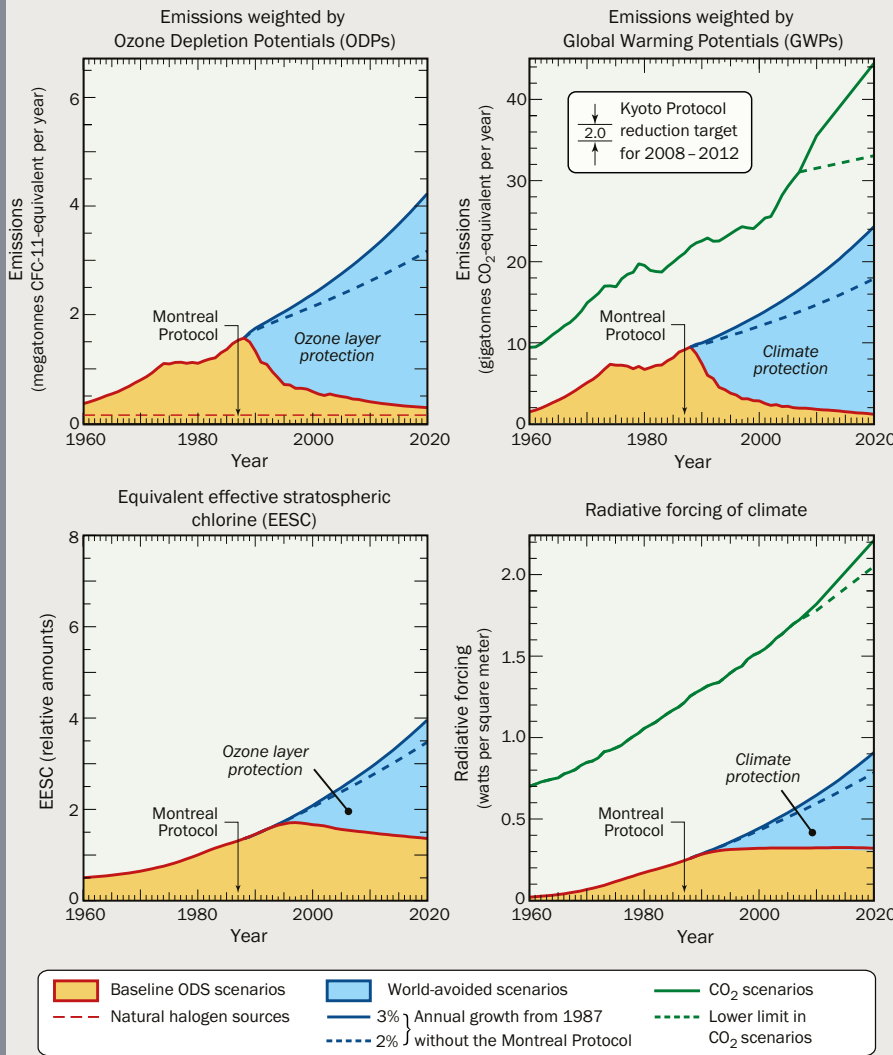 Emissions weighted by
Ozone Depletion Potentials (ODPs)
Emissions
(megatonnes CFC-11-equivalent per year)
6
4
2
0
Montreal
Protocol
Ozone layer
protection
1960
1980
2000
2020
Year
Emissions weighted by
Global Warming Potentials (GWPs)
Emissions
(gigatonnes CO₂-equivalent per year)
40
30
20
10
0
2.0
Kyoto Protocol
reduction target
for 2008–2012
Montreal
Protocol
Climate
protection
1960
1980
2000
2020
Year
Equivalent effective stratospheric
chlorine (EESC)
EESC (relative amounts)
8
6
4
2
0
Ozone layer
protection
Montreal
Protocol
1960
1980
2000
2020
Year
Radiative forcing of climate
Radiative forcing
(watts per square meter)
2.0
1.5
1.0
0.5
0
Climate
protection
Montreal
Protocol
1960
1980
2000
2020
Year
Baseline ODS scenarios
Natural halogen sources
World-avoided scenarios
3% } Annual growth from 1987
2% without the Montreal Protocol
CO₂ scenarios
Lower limit in
CO₂ scenarios